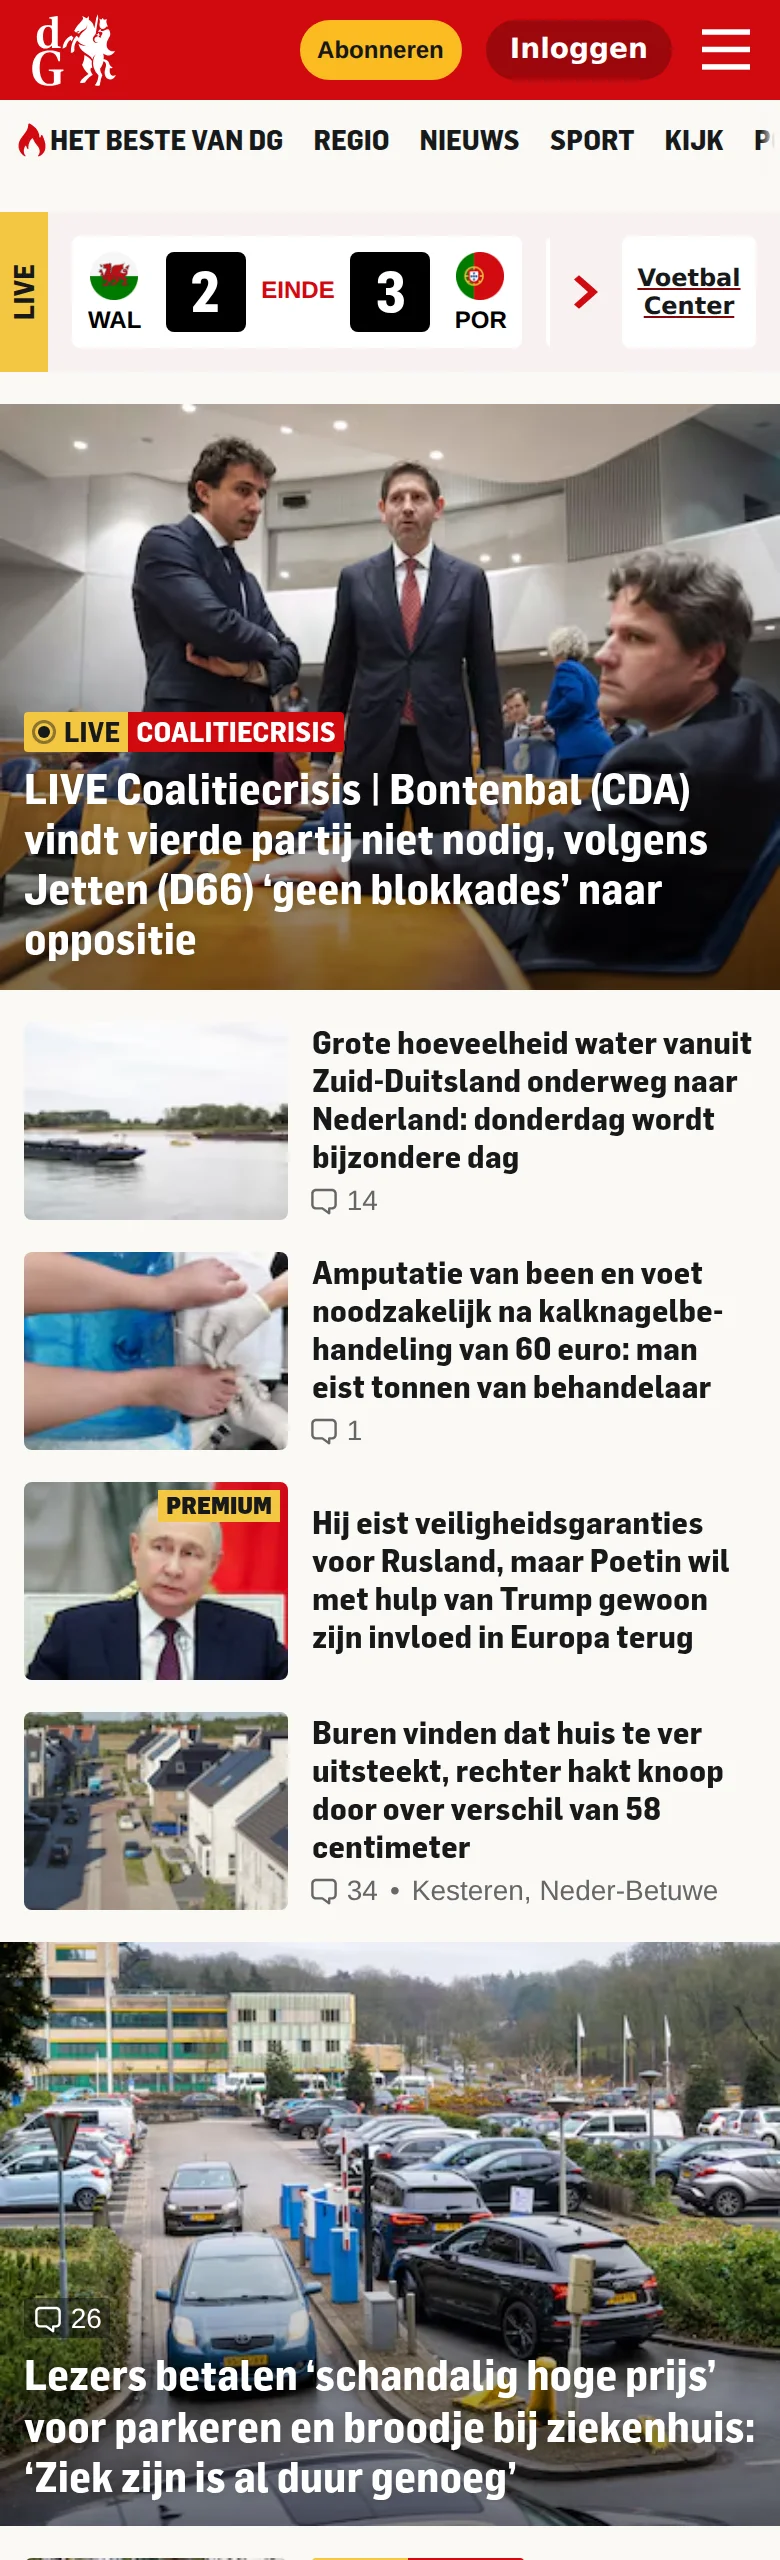 dG
Abonneren
Inloggen
HET BESTE VAN DG
REGIO
NIEUWS
SPORT
KIJK
LIVE
WAL
2
EINDE
3
POR
Voetbal
Center
LIVE
COALITIECRISIS
LIVE Coalitiecrisis | Bontenbal (CDA)
vindt vierde partij niet nodig, volgens
Jetten (D66) ‘geen blokkades’ naar
oppositie
Grote hoeveelheid water vanuit
Zuid-Duitsland onderweg naar
Nederland: donderdag wordt
bijzondere dag
14
Amputatie van been en voet
noodzakelijk na kalknagelbe-
handeling van 60 euro: man
eist tonnen van behandelaar
1
PREMIUM
Hij eist veiligheidsgaranties
voor Rusland, maar Poetin wil
met hulp van Trump gewoon
zijn invloed in Europa terug
Buren vinden dat huis te ver
uitsteekt, rechter hakt knoop
door over verschil van 58
centimeter
34 • Kesteren, Neder-Betuwe
26
Lezers betalen ‘schandalig hoge prijs’
voor parkeren en broodje bij ziekenhuis:
‘Ziek zijn is al duur genoeg’